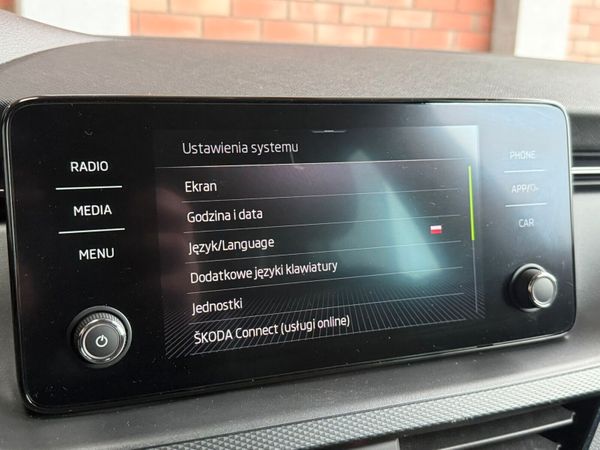 RADIO
MEDIA
MENU
Ustawienia systemu
Ekran
Godzina i data
Język/Language
Dodatkowe języki klawiatury
Jednostki
ŠKODA Connect (usługi online)
PHONE
APP/
CAR